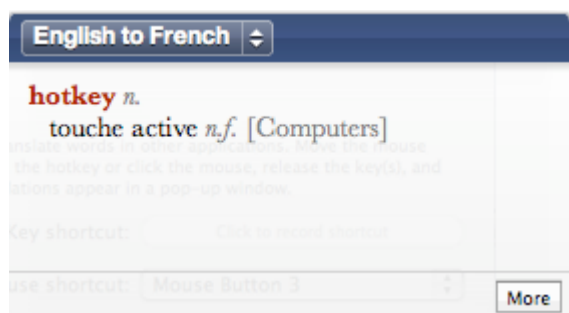 English to French
hotkey n.
touche active n.f. [Computers]
nslate words in other applications. Move the mouse
the hotkey or click the mouse, release the key(s), and
lations appear in a pop-up window.
Key shortcut: Click to record shortcut
use shortcut: Mouse Button 3
More